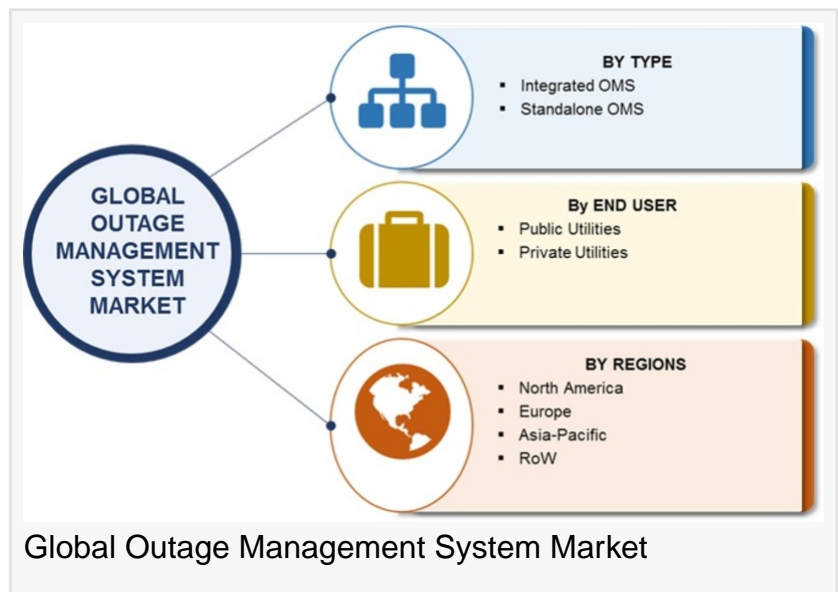 GLOBAL
OUTAGE
MANAGEMENT
SYSTEM
MARKET
BY TYPE
▪ Integrated OMS
▪ Standalone OMS
By END USER
▪ Public Utilities
▪ Private Utilities
BY REGIONS
▪ North America
▪ Europe
▪ Asia-Pacific
▪ RoW
Global Outage Management System Market